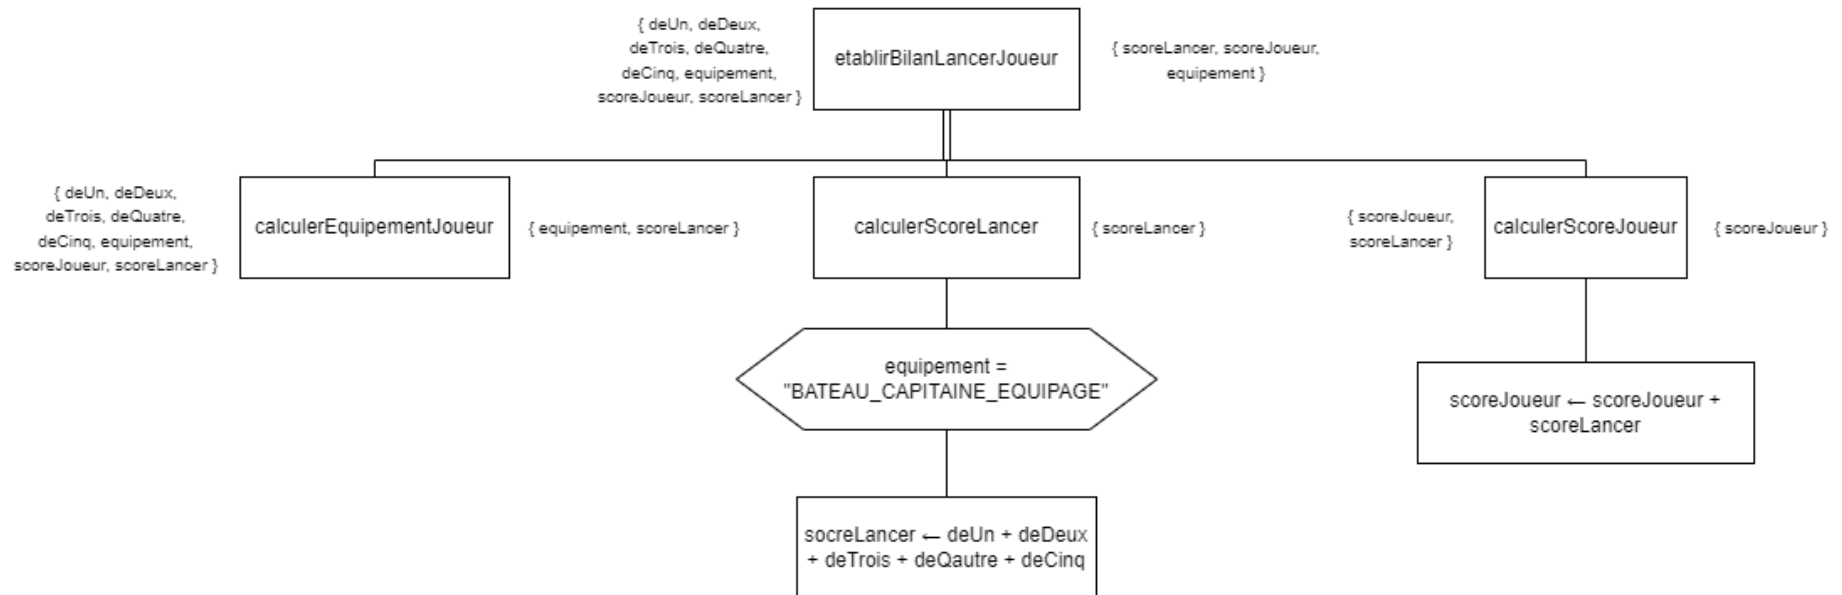 { deUn, deDeux,
deTrois, deQuatre,
deCinq, equipement,
scoreJoueur, scoreLancer }
etablirBilanLancerJoueur
{ scoreLancer, scoreJoueur,
equipement }
{ deUn, deDeux,
deTrois, deQuatre,
deCinq, equipement,
scoreJoueur, scoreLancer }
calculerEquipementJoueur
{ equipement, scoreLancer }
calculerScoreLancer
{ scoreLancer }
{ scoreJoueur,
scoreLancer }
calculerScoreJoueur
{ scoreJoueur }
equipement =
"BATEAU_CAPITAINE_EQUIPAGE"
scoreJoueur ← scoreJoueur +
scoreLancer
socreLancer ← deUn + deDeux
+ deTrois + deQautre + deCinq